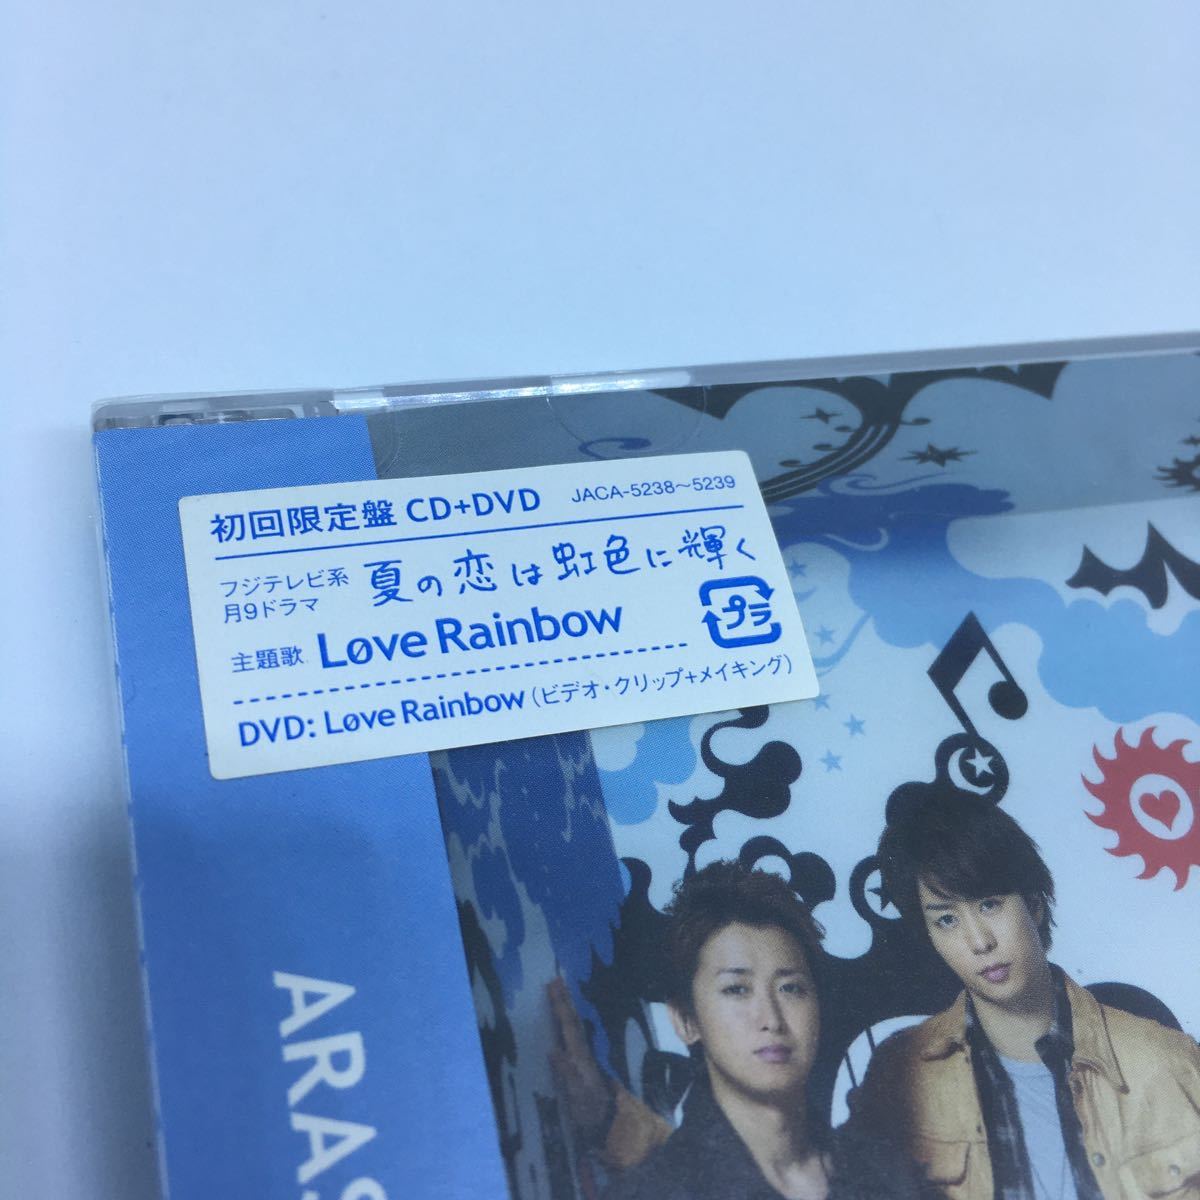 初回限定盤 CD+DVD JACA-5238~5239
フジテレビ系
月9ドラマ
夏の恋は虹色に輝く
主題歌 Løve Rainbow
プラ
DVD: Løve Rainbow (ビデオ・クリップ+メイキング)
ARAS